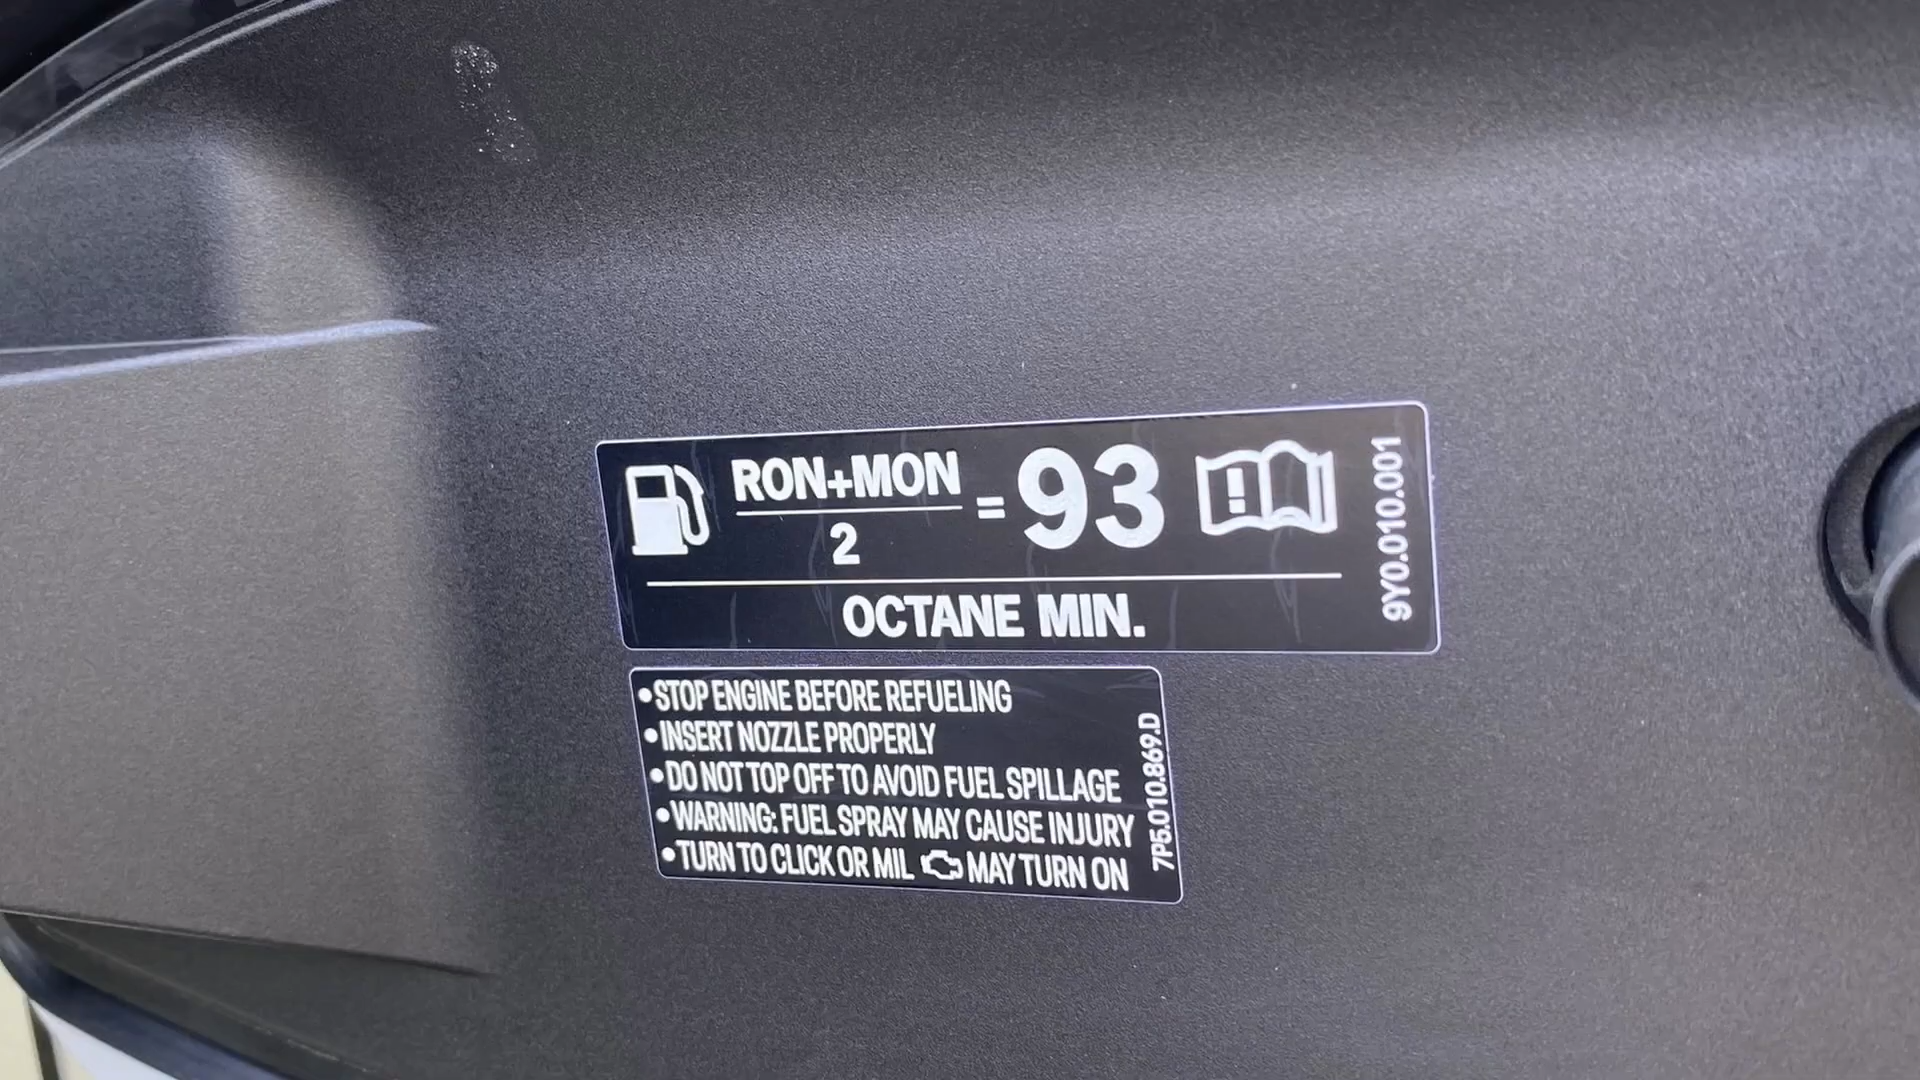 RON+MON
2
= 93
OCTANE MIN.
9Y0.010.001
•STOP ENGINE BEFORE REFUELING
•INSERT NOZZLE PROPERLY
•DO NOT TOP OFF TO AVOID FUEL SPILLAGE
•WARNING: FUEL SPRAY MAY CAUSE INJURY
•TURN TO CLICK OR MIL MAY TURN ON
7P5.010.869.D